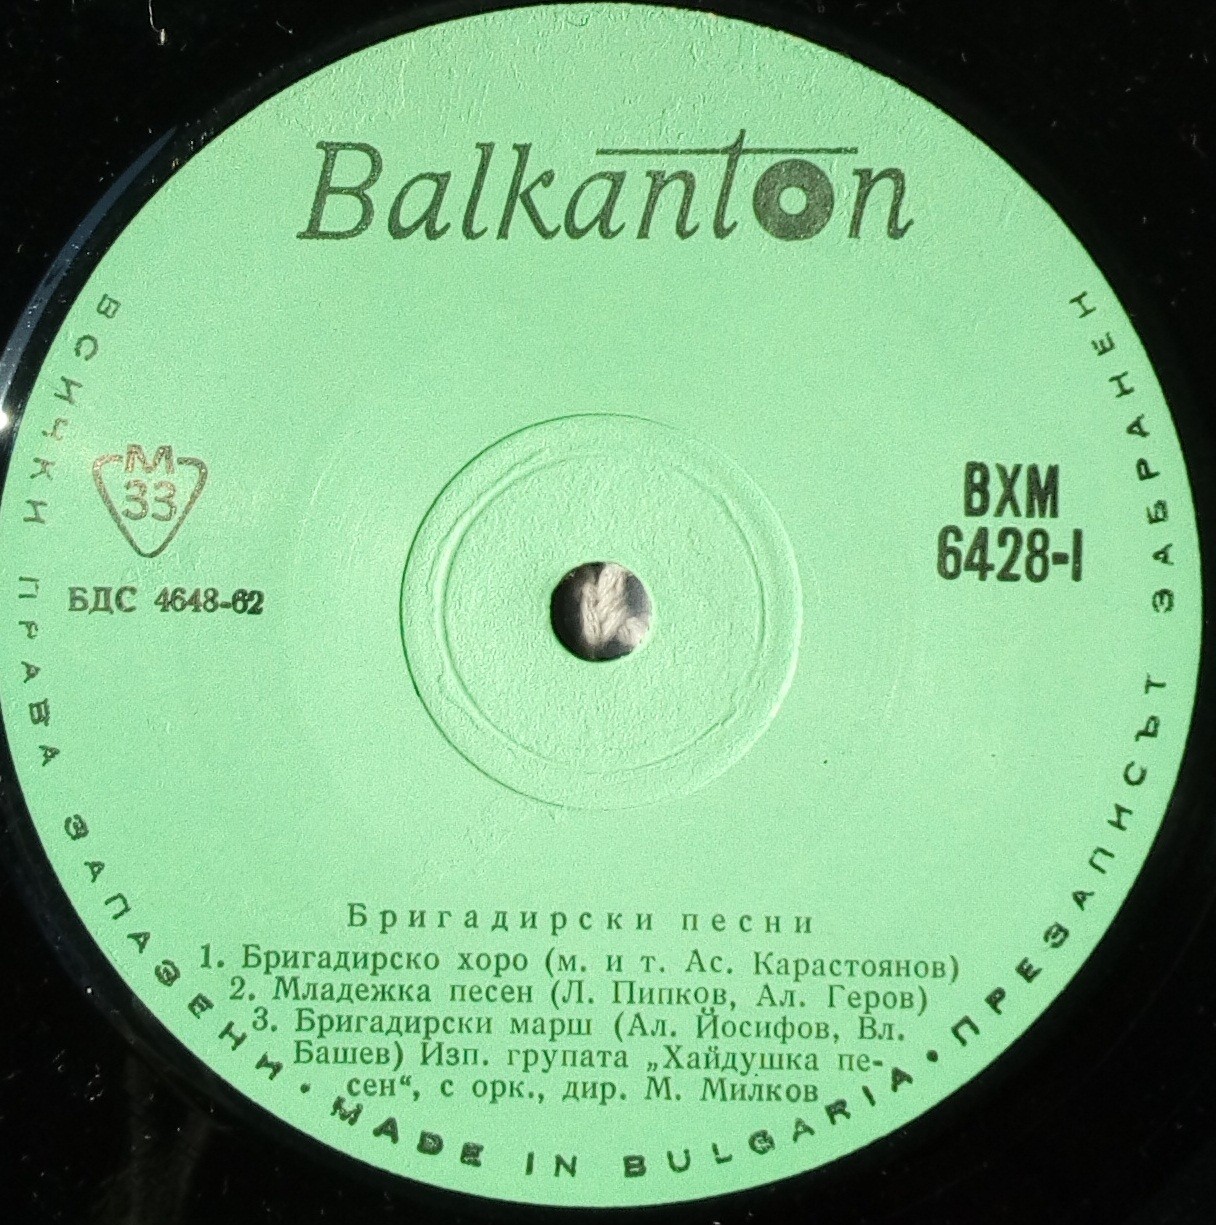 Balkanton
ВСИЧКИ ПРАВА ЗАПАЗЕНИ • MADE IN BULGARIA • ПРЕЗАПИСЪТ ЗАБРАНЕН
М
33
БДС 4648-62
ВХМ
6428-I
Бригадирски песни
1. Бригадирско хоро (м. и т. Ас. Карастоянов)
2. Младежка песен (Л. Пипков, Ал. Геров)
3. Бригадирски марш (Ал. Йосифов, Вл.
Башев) Изп. групата „Хайдушка пе-
сен“, с орк., дир. М. Милков